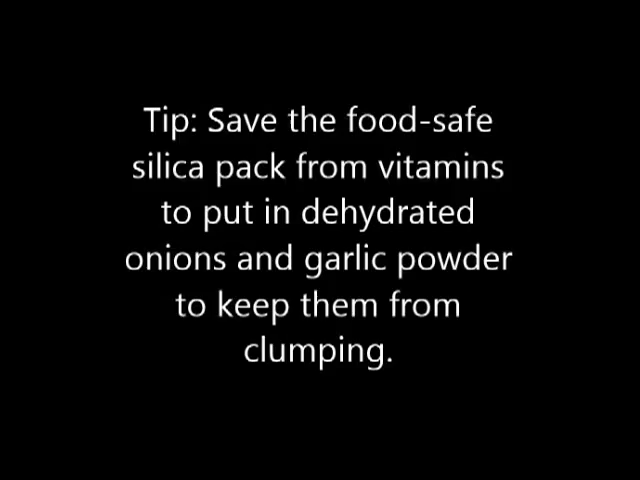 Tip: Save the food-safe
silica pack from vitamins
to put in dehydrated
onions and garlic powder
to keep them from
clumping.